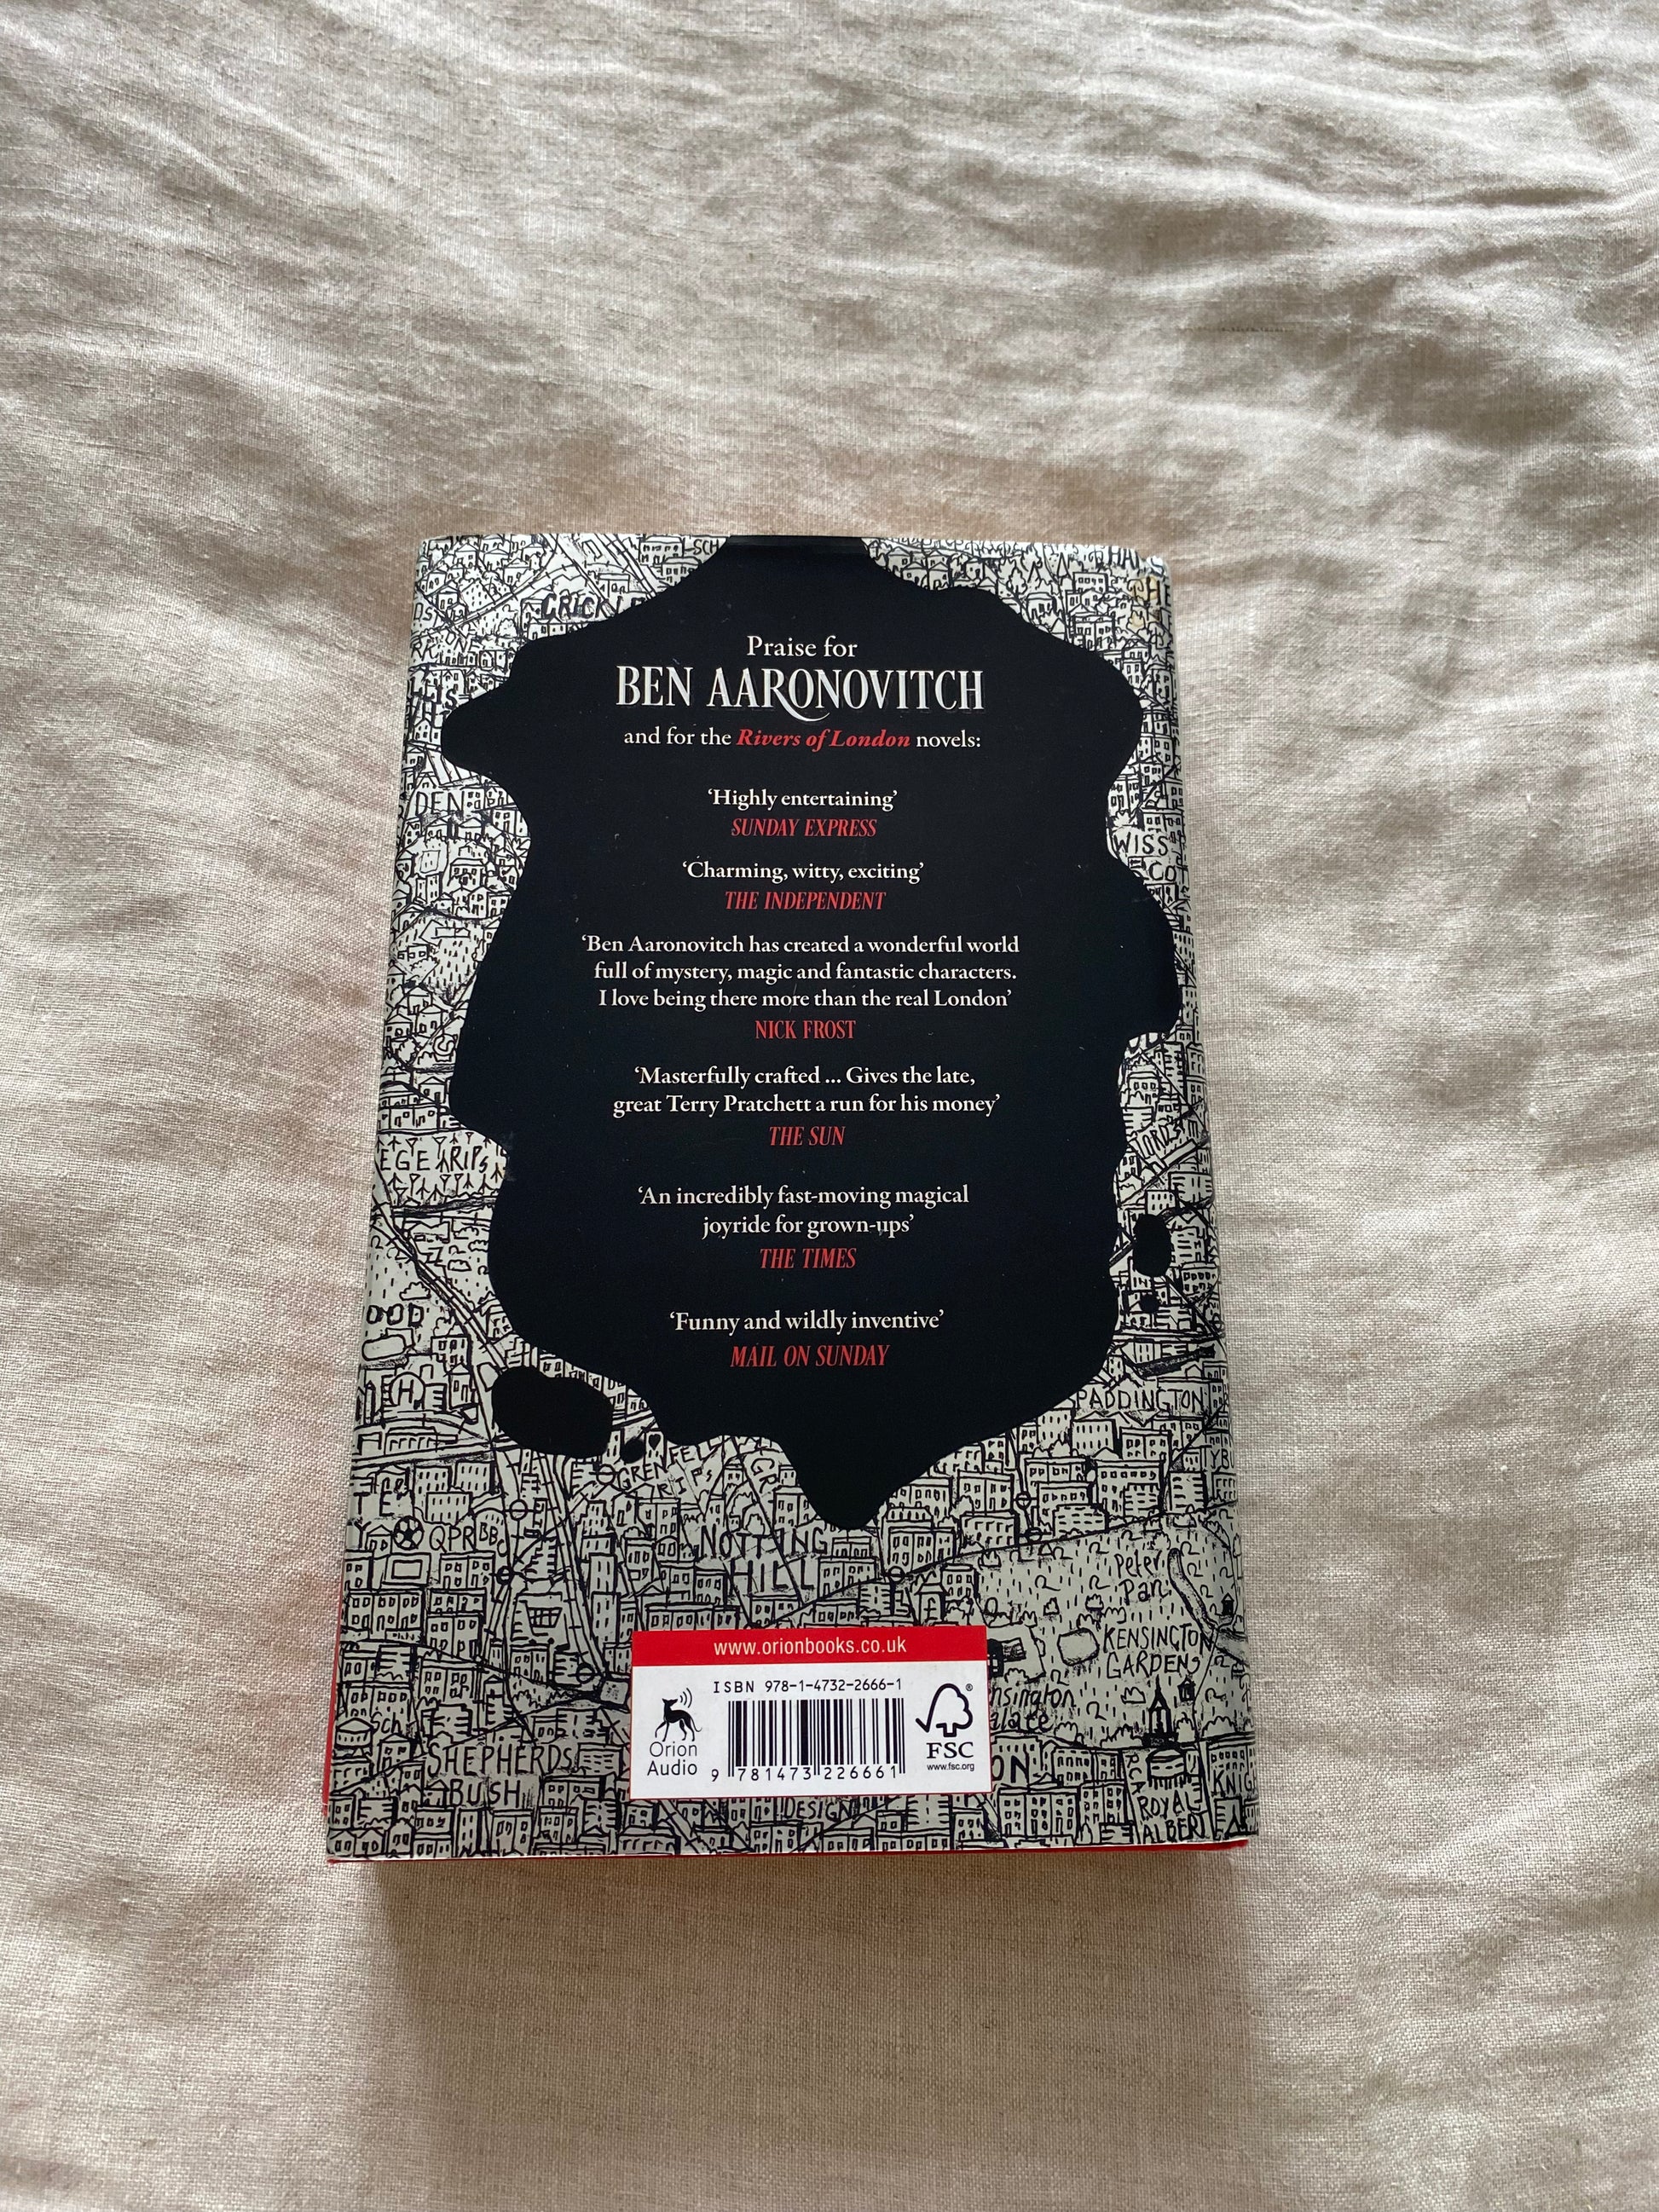 Praise for
BEN AARONOVITCH
and for the Rivers of London novels:
‘Highly entertaining’
SUNDAY EXPRESS
‘Charming, witty, exciting’
THE INDEPENDENT
‘Ben Aaronovitch has created a wonderful world
full of mystery, magic and fantastic characters.
I love being there more than the real London’
NICK FROST
‘Masterfully crafted ... Gives the late,
great Terry Pratchett a run for his money’
THE SUN
‘An incredibly fast-moving magical
joyride for grown-ups’
THE TIMES
‘Funny and wildly inventive’
MAIL ON SUNDAY
PADDINGTON
QPR
NOTTING
HILL
Peter
Pan
KENSINGTON
GARDENS
SHEPHERDS
BUSH
DESIGN
ROYAL
ALBERT
www.orionbooks.co.uk
ISBN 978-1-4732-2666-1
Orion
Audio
9 781473 226661
FSC
www.fsc.org